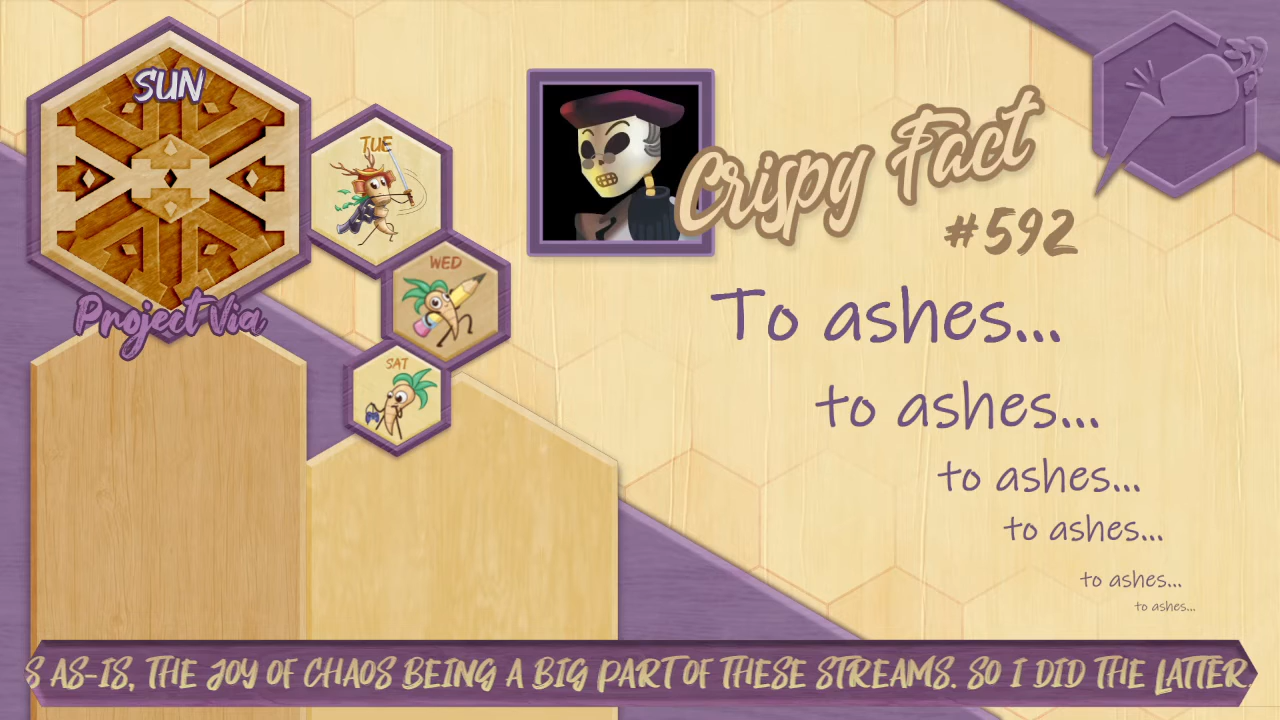 SUN
TUE
WED
SAT
Project Via
Crispy Fact
#592
To ashes...
to ashes...
to ashes...
to ashes...
to ashes...
to ashes...
S AS-IS, THE JOY OF CHAOS BEING A BIG PART OF THESE STREAMS. SO I DID THE LATTER.